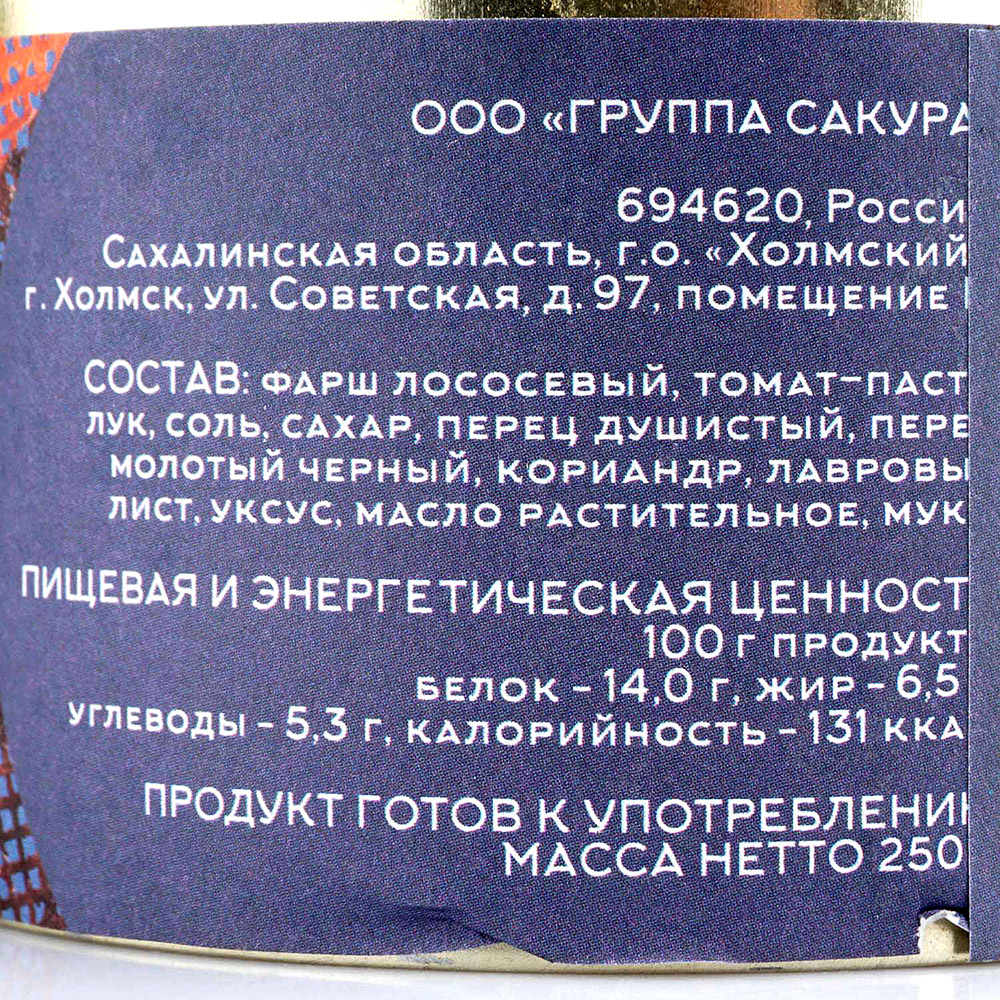 ООО «ГРУППА САКУРА
694620, Росси
Сахалинская область, г.о. «Холмский
г. Холмск, ул. Советская, д. 97, помещение
СОСТАВ: фарш лососевый, томат-паст
лук, соль, сахар, перец душистый, пере
молотый черный, кориандр, лавровы
лист, уксус, масло растительное, мук
ПИЩЕВАЯ И ЭНЕРГЕТИЧЕСКАЯ ЦЕННОСТ
100 г продукт
белок – 14,0 г, жир – 6,5
углеводы – 5,3 г, калорийность – 131 кка
ПРОДУКТ ГОТОВ К УПОТРЕБЛЕНИ
МАССА НЕТТО 250